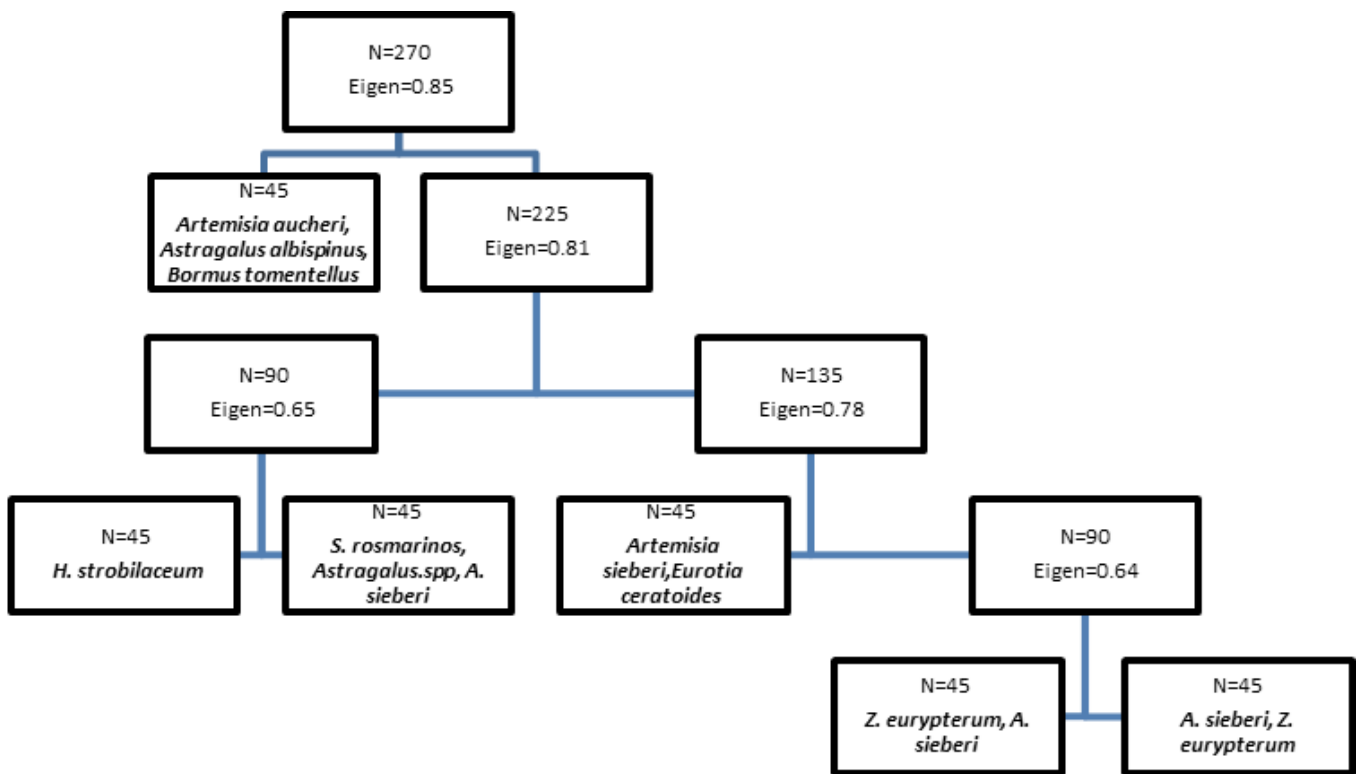 N=270
Eigen=0.85
N=45
Artemisia aucheri,
Astragalus albispinus,
Bormus tomentellus
N=225
Eigen=0.81
N=90
Eigen=0.65
N=135
Eigen=0.78
N=45
H. strobilaceum
N=45
S. rosmarinos,
Astragalus.spp, A.
sieberi
N=45
Artemisia
sieberi,Eurotia
ceratoides
N=90
Eigen=0.64
N=45
Z. eurypterum, A.
sieberi
N=45
A. sieberi, Z.
eurypterum